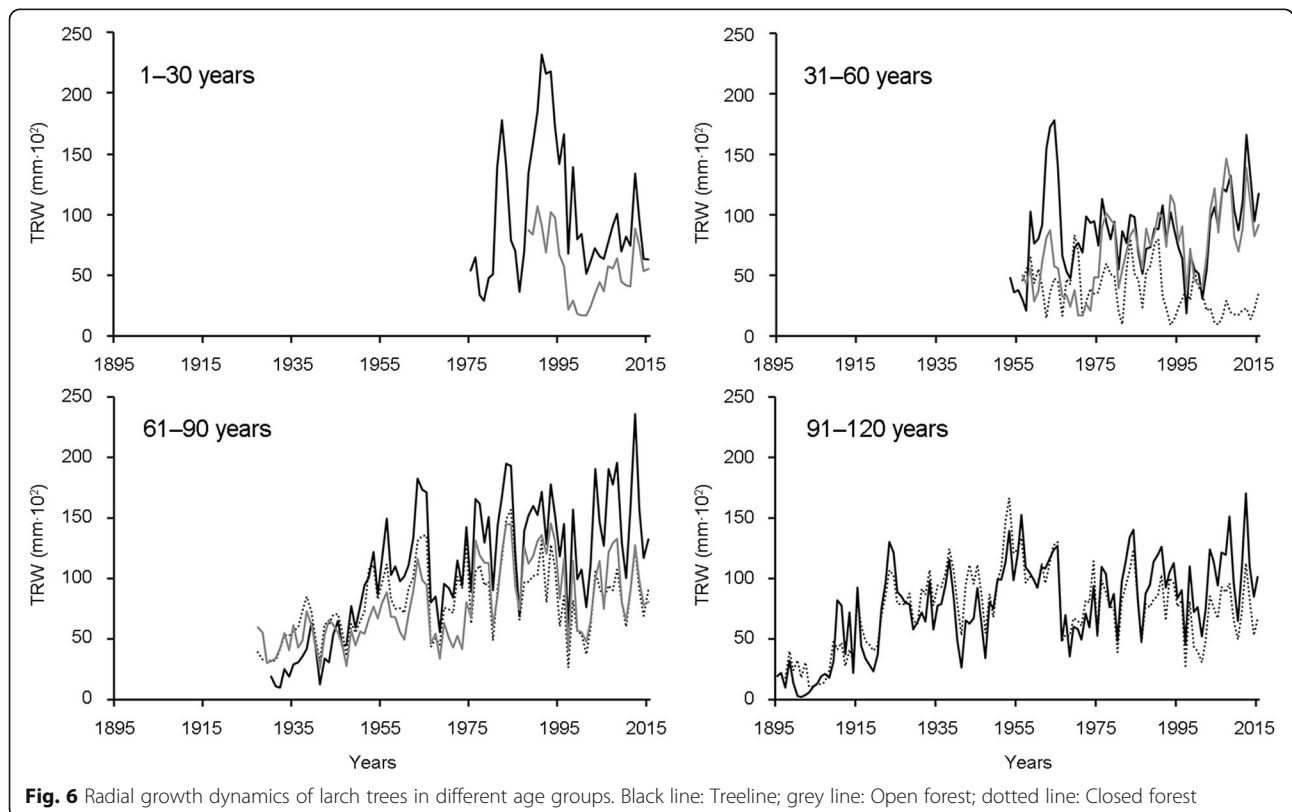 1–30 years
TRW (mm·10²)
250
200
150
100
50
0
1895 1915 1935 1955 1975 1995 2015
31–60 years
TRW (mm·10²)
250
200
150
100
50
0
1895 1915 1935 1955 1975 1995 2015
61–90 years
TRW (mm·10²)
250
200
150
100
50
0
1895 1915 1935 1955 1975 1995 2015
Years
91–120 years
TRW (mm·10²)
250
200
150
100
50
0
1895 1915 1935 1955 1975 1995 2015
Years
Fig. 6 Radial growth dynamics of larch trees in different age groups. Black line: Treeline; grey line: Open forest; dotted line: Closed forest